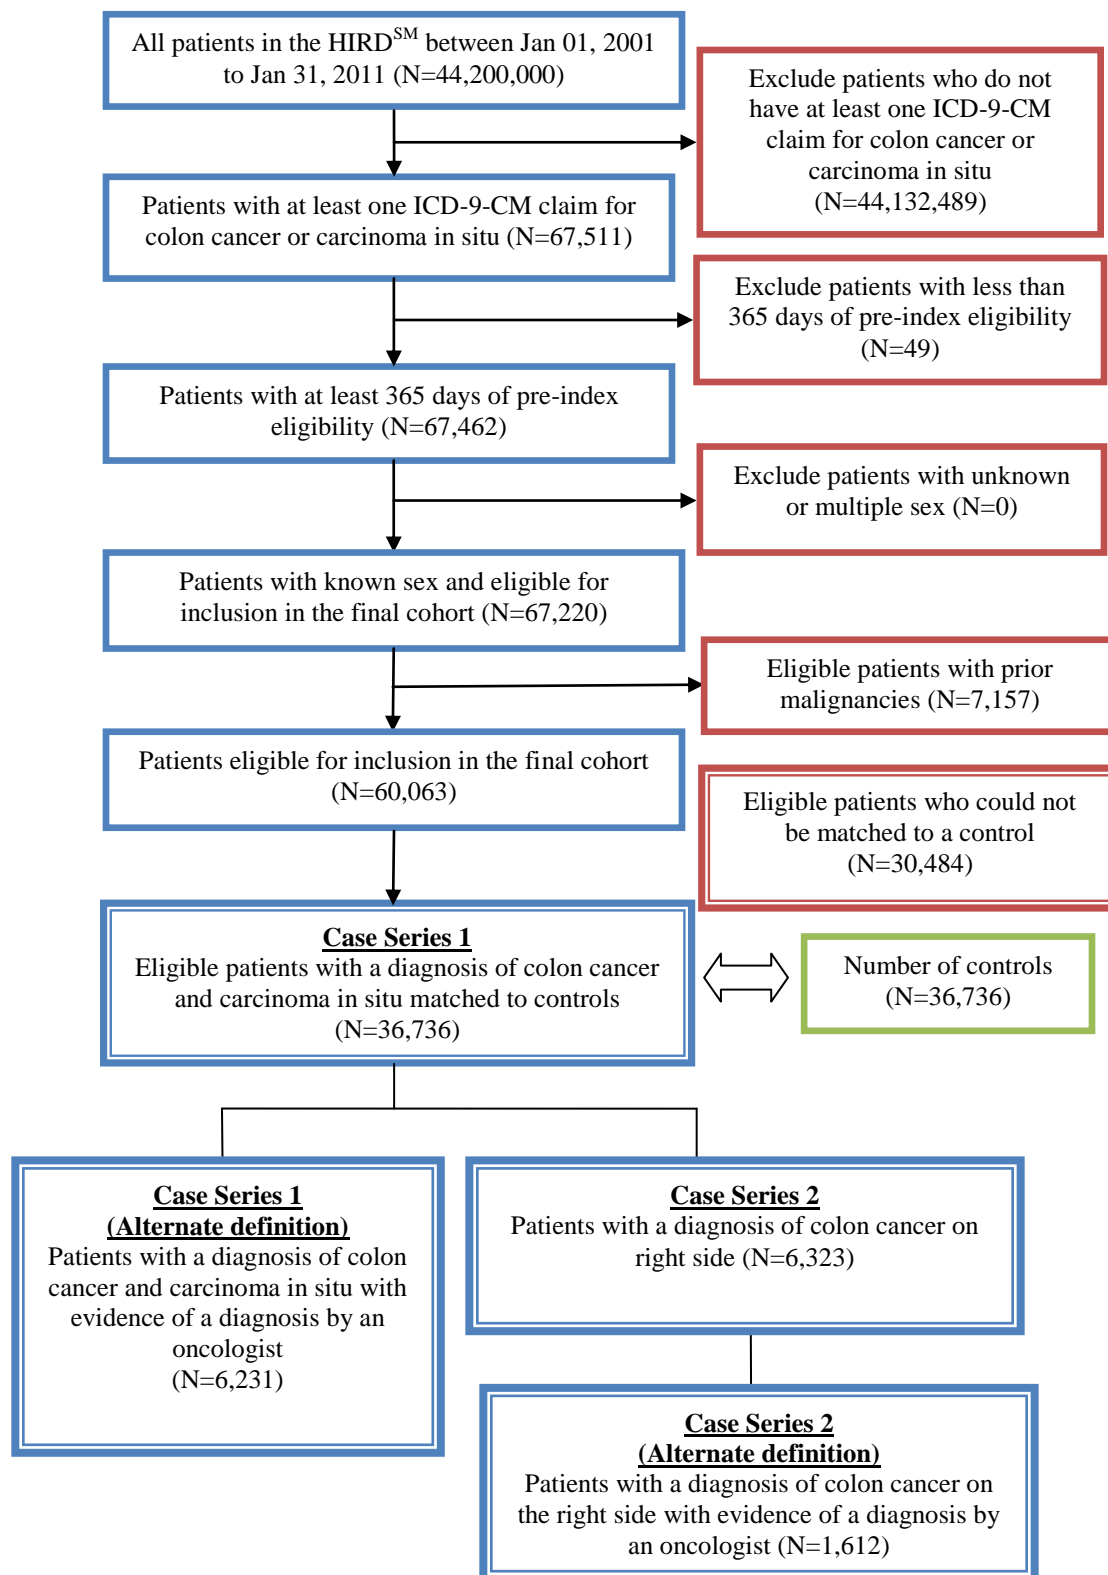 All patients in the HIRD^SM between Jan 01, 2001
to Jan 31, 2011 (N=44,200,000)
Exclude patients who do not
have at least one ICD-9-CM
claim for colon cancer or
carcinoma in situ
(N=44,132,489)
Patients with at least one ICD-9-CM claim for
colon cancer or carcinoma in situ (N=67,511)
Exclude patients with less than
365 days of pre-index eligibility
(N=49)
Patients with at least 365 days of pre-index
eligibility (N=67,462)
Exclude patients with unknown
or multiple sex (N=0)
Patients with known sex and eligible for
inclusion in the final cohort (N=67,220)
Eligible patients with prior
malignancies (N=7,157)
Patients eligible for inclusion in the final cohort
(N=60,063)
Eligible patients who could not
be matched to a control
(N=30,484)
Case Series 1
Eligible patients with a diagnosis of colon cancer
and carcinoma in situ matched to controls
(N=36,736)
Number of controls
(N=36,736)
Case Series 1
(Alternate definition)
Patients with a diagnosis of colon
cancer and carcinoma in situ with
evidence of a diagnosis by an
oncologist
(N=6,231)
Case Series 2
Patients with a diagnosis of colon cancer on
right side (N=6,323)
Case Series 2
(Alternate definition)
Patients with a diagnosis of colon cancer on
the right side with evidence of a diagnosis by
an oncologist (N=1,612)